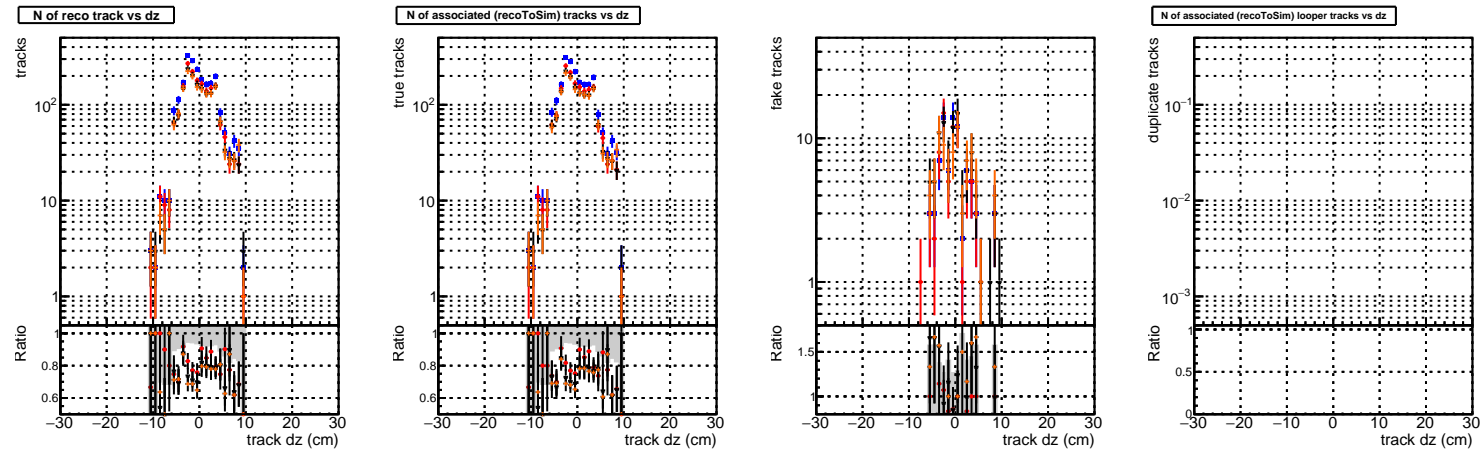 N of reco track vs dz
tracks
10²
10
1
Ratio
1
0.8
0.6
−30 −20 −10 0 10 20 30
track dz (cm)
N of associated (recoToSim) tracks vs dz
true tracks
10²
10
1
Ratio
1
0.8
0.6
−30 −20 −10 0 10 20 30
track dz (cm)
fake tracks
10
1
Ratio
1.5
1
−30 −20 −10 0 10 20 30
track dz (cm)
N of associated (recoToSim) looper tracks vs dz
duplicate tracks
10⁻¹
10⁻²
10⁻³
Ratio
1
0.5
0
−30 −20 −10 0 10 20 30
track dz (cm)